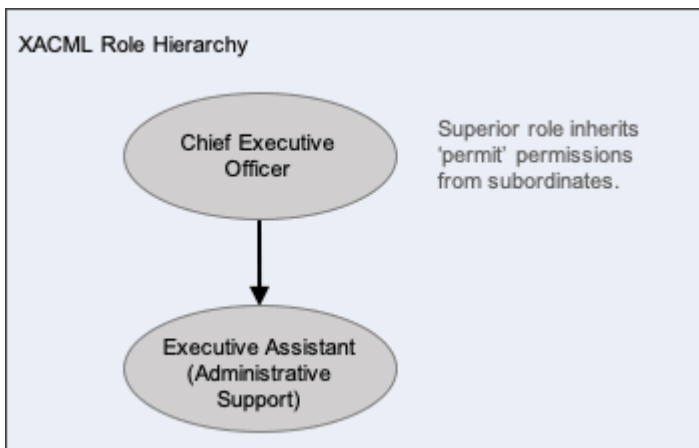 XACML Role Hierarchy
Chief Executive
Officer
Superior role inherits
'permit' permissions
from subordinates.
Executive Assistant
(Administrative
Support)